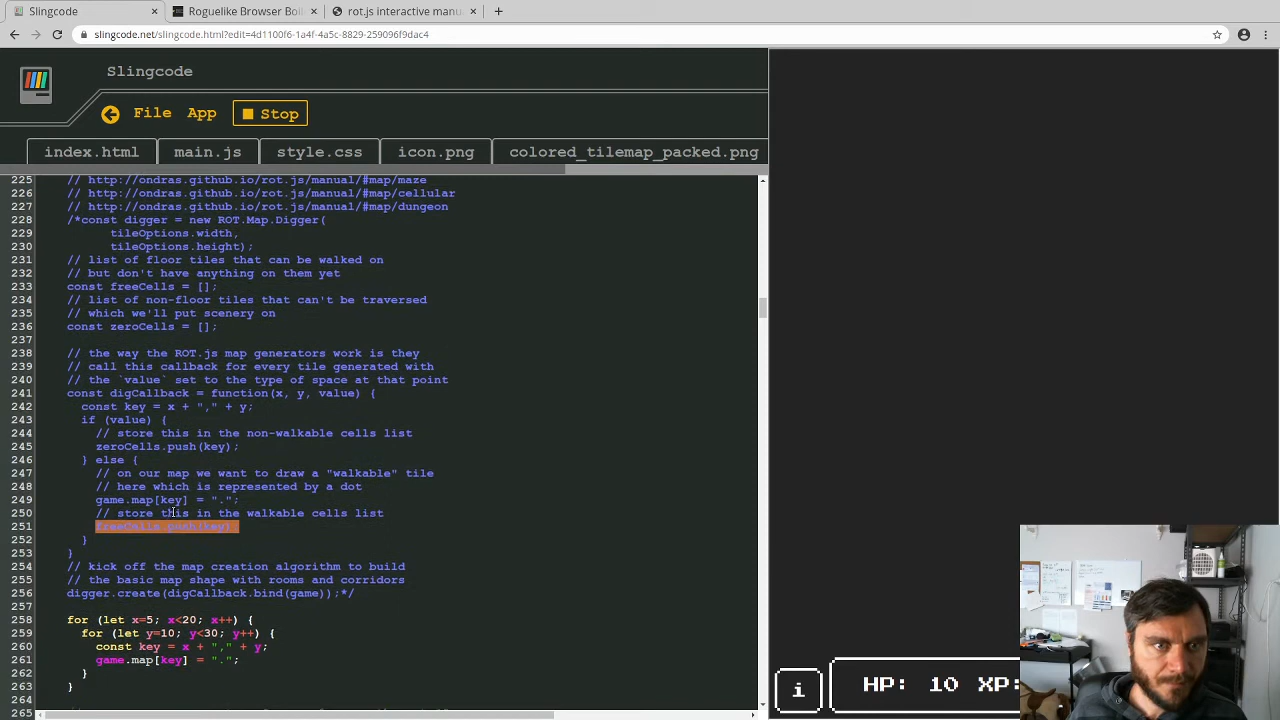 Slingcode
Roguelike Browser Boi
rot.js interactive manu
slingcode.net/slingcode.html?edit=4d1100f6-1a4f-4a5c-8829-259096f9dac4
Slingcode
File App Stop
index.html main.js style.css icon.png colored_tilemap_packed.png
225 // http://ondras.github.io/rot.js/manual/#map/maze
226 // http://ondras.github.io/rot.js/manual/#map/cellular
227 // http://ondras.github.io/rot.js/manual/#map/dungeon
228 /*const digger = new ROT.Map.Digger(
229 tileOptions.width,
230 tileOptions.height);
231 // list of floor tiles that can be walked on
232 // but don't have anything on them yet
233 const freeCells = [];
234 // list of non-floor tiles that can't be traversed
235 // which we'll put scenery on
236 const zeroCells = [];
237
238 // the way the ROT.js map generators work is they
239 // call this callback for every tile generated with
240 // the `value` set to the type of space at that point
241 const digCallback = function(x, y, value) {
242 const key = x + "," + y;
243 if (value) {
244 // store this in the non-walkable cells list
245 zeroCells.push(key);
246 } else {
247 // on our map we want to draw a "walkable" tile
248 // here which is represented by a dot
249 game.map[key] = ".";
250 // store this in the walkable cells list
251 freeCells.push(key);
252 }
253 }
254 // kick off the map creation algorithm to build
255 // the basic map shape with rooms and corridors
256 digger.create(digCallback.bind(game));*/
257
258 for (let x=5; x<20; x++) {
259 for (let y=10; y<30; y++) {
260 const key = x + "," + y;
261 game.map[key] = ".";
262 }
263 }
264
265
i HP: 10 XP: